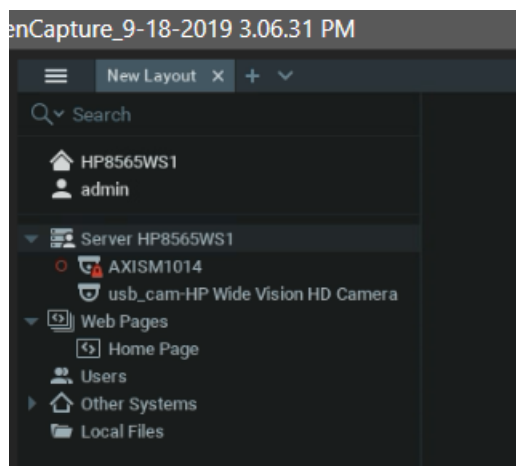 enCapture_9-18-2019 3.06.31 PM
New Layout
Search
HP8565WS1
admin
Server HP8565WS1
AXISM1014
usb_cam-HP Wide Vision HD Camera
Web Pages
Home Page
Users
Other Systems
Local Files